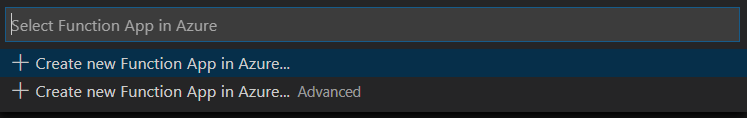 Select Function App in Azure
+ Create new Function App in Azure...
+ Create new Function App in Azure... Advanced